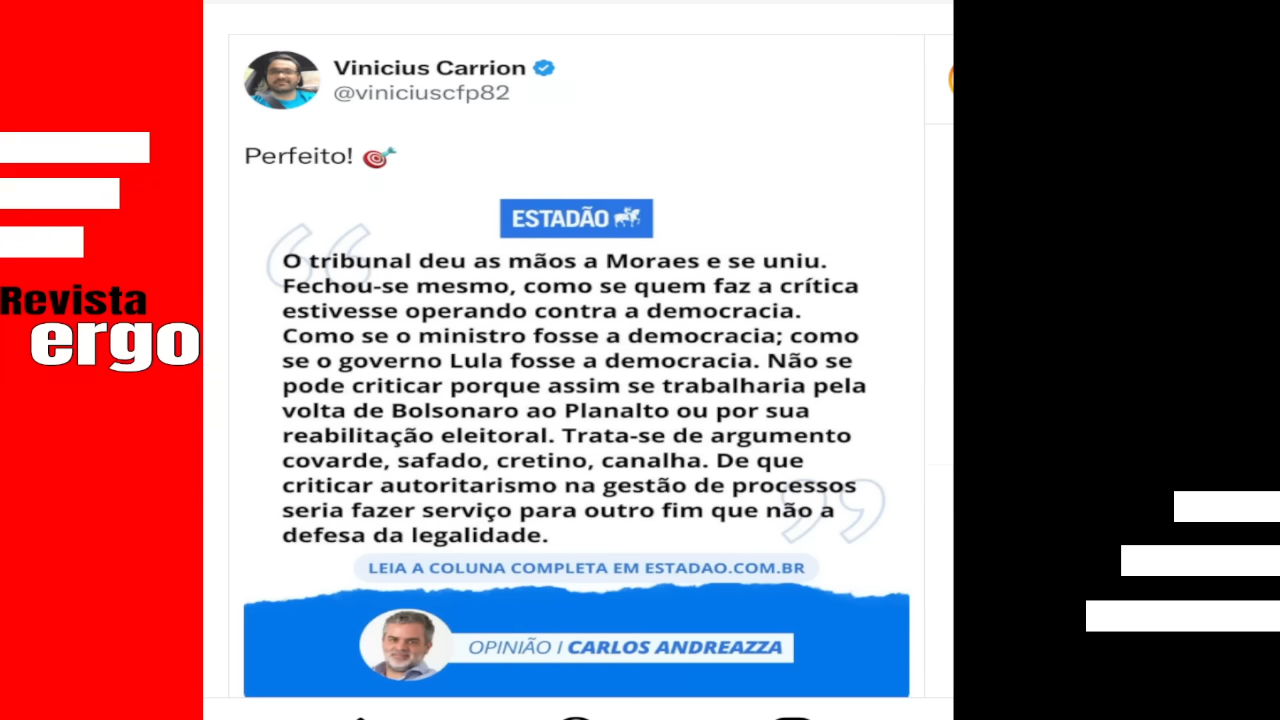 Vinicius Carrion
@viniciuscfp82
Perfeito!
ESTADÃO
O tribunal deu as mãos a Moraes e se uniu.
Fechou-se mesmo, como se quem faz a crítica
estivesse operando contra a democracia.
Como se o ministro fosse a democracia; como
se o governo Lula fosse a democracia. Não se
pode criticar porque assim se trabalharia pela
volta de Bolsonaro ao Planalto ou por sua
reabilitação eleitoral. Trata-se de argumento
covarde, safado, cretino, canalha. De que
criticar autoritarismo na gestão de processos
seria fazer serviço para outro fim que não a
defesa da legalidade.
LEIA A COLUNA COMPLETA EM ESTADAO.COM.BR
OPINIÃO I CARLOS ANDREAZZA
Revista
ergo